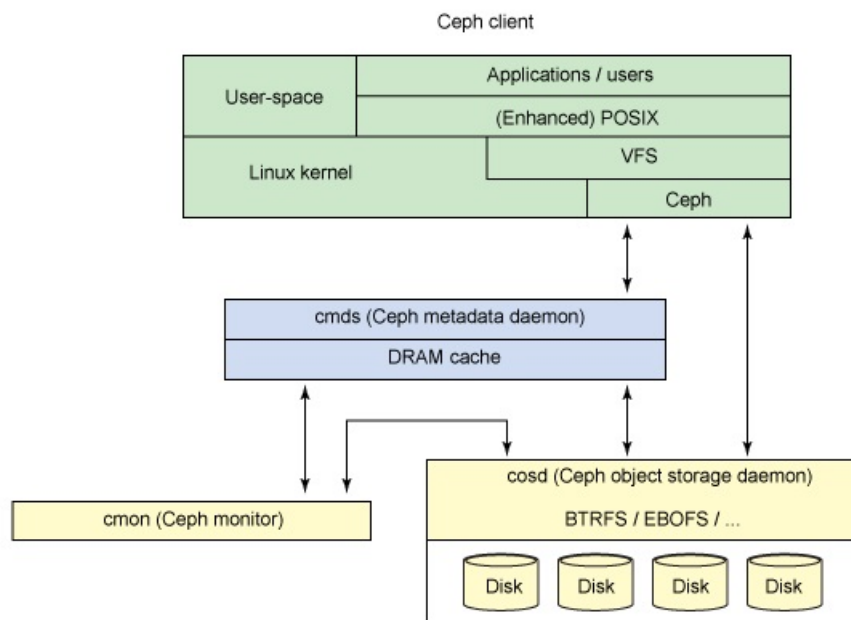 Ceph client
Applications / users
User-space
(Enhanced) POSIX
VFS
Linux kernel
Ceph
cmds (Ceph metadata daemon)
DRAM cache
cosd (Ceph object storage daemon)
cmon (Ceph monitor)
BTRFS / EBOFS / ...
Disk Disk Disk Disk